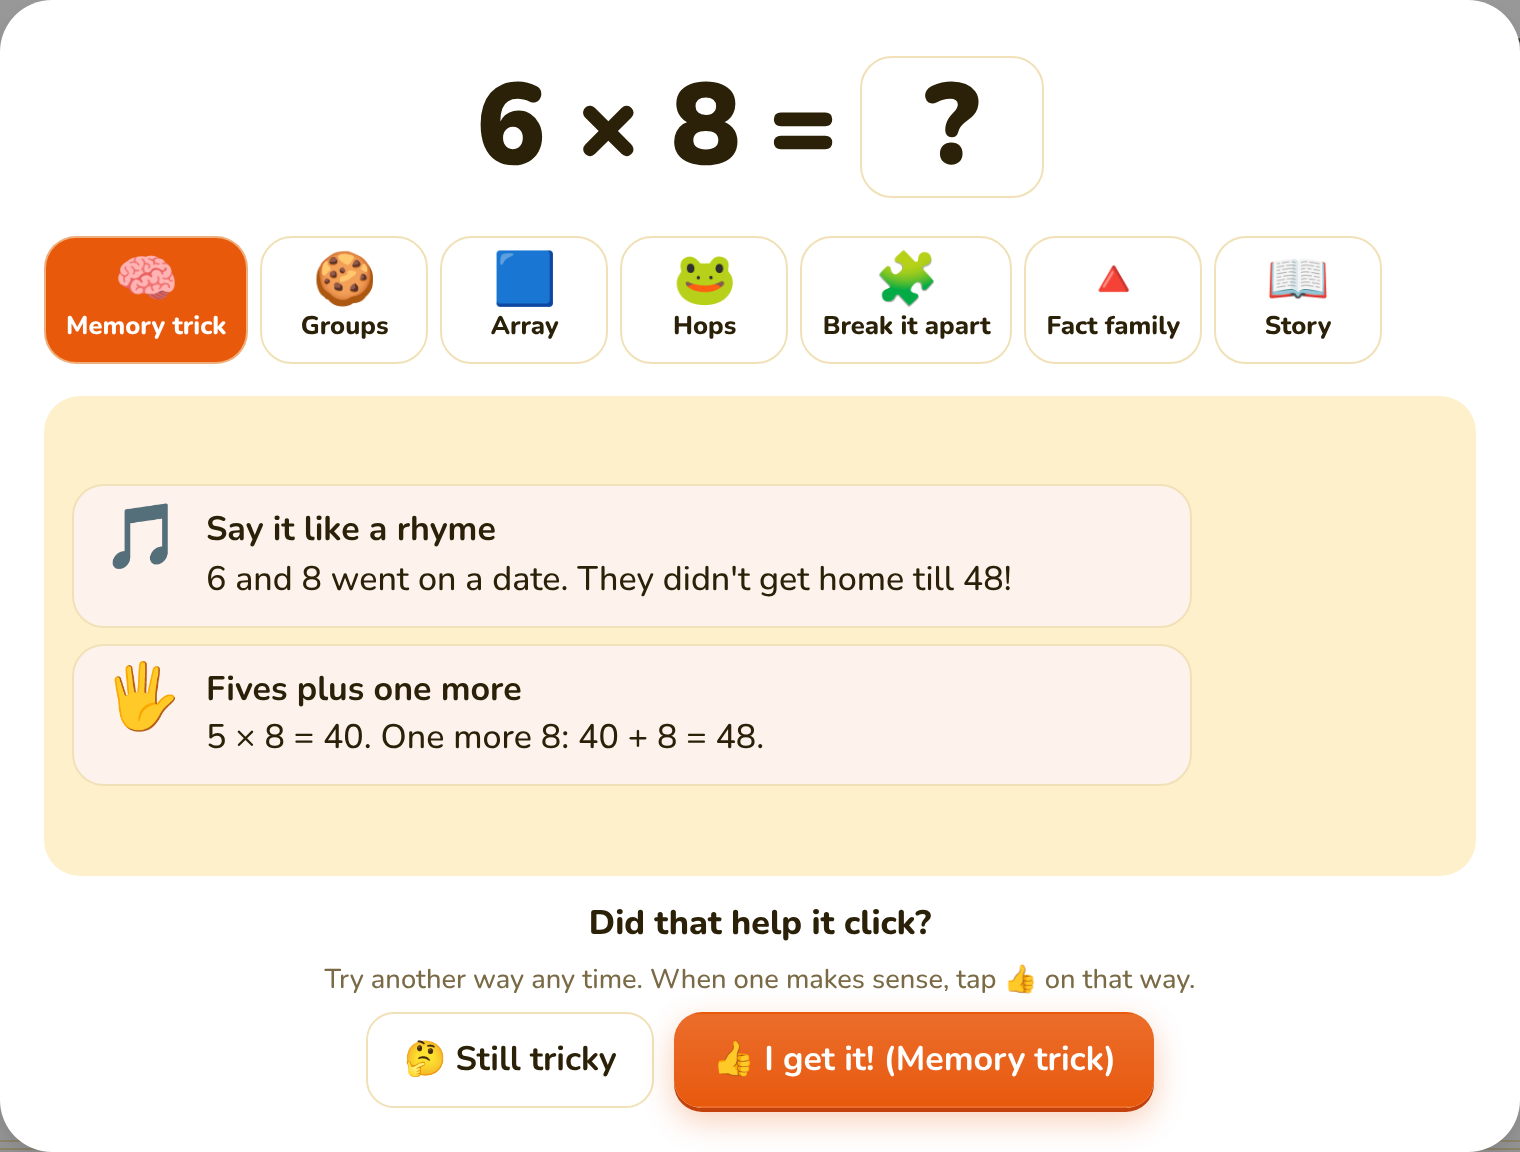 6 × 8 = ?
Memory trick
Groups
Array
Hops
Break it apart
Fact family
Story
Say it like a rhyme
6 and 8 went on a date. They didn't get home till 48!
Fives plus one more
5 × 8 = 40. One more 8: 40 + 8 = 48.
Did that help it click?
Try another way any time. When one makes sense, tap 👍 on that way.
🤔 Still tricky
👍 I get it! (Memory trick)